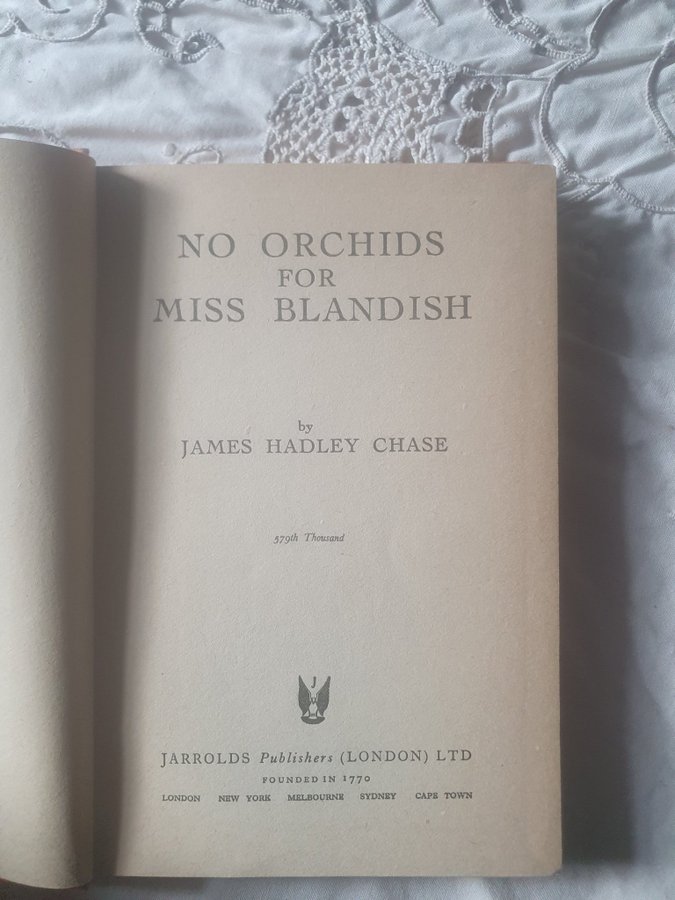 NO ORCHIDS
FOR
MISS BLANDISH
by
JAMES HADLEY CHASE
579th Thousand
J
JARROLDS Publishers (LONDON) LTD
FOUNDED IN 1770
LONDON NEW YORK MELBOURNE SYDNEY CAPE TOWN